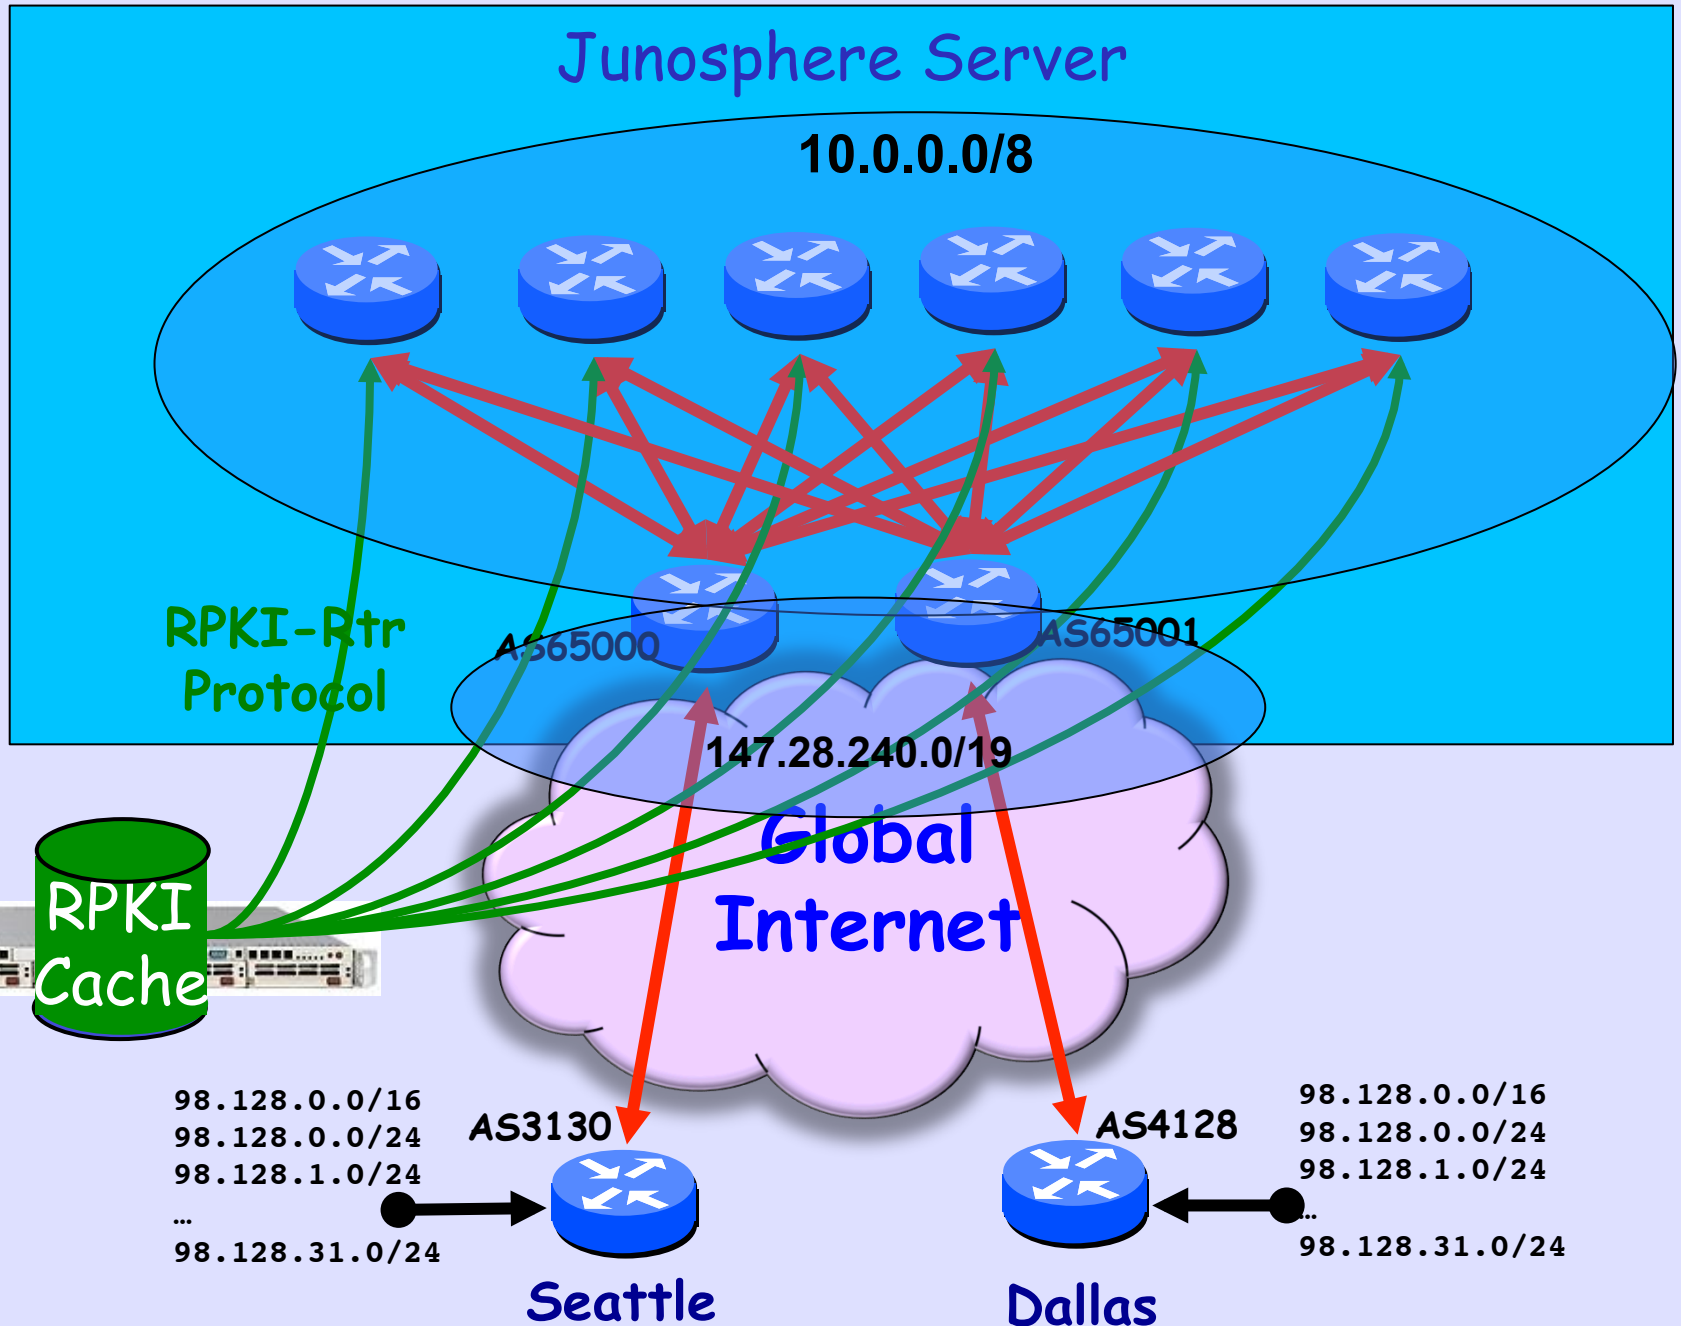 Junosphere Server
10.0.0.0/8
RPKI-Rtr
Protocol
AS65000
AS65001
147.28.240.0/19
Global
Internet
RPKI
Cache
98.128.0.0/16
98.128.0.0/24
98.128.1.0/24
…
98.128.31.0/24
AS3130
AS4128
98.128.0.0/16
98.128.0.0/24
98.128.1.0/24
…
98.128.31.0/24
Seattle
Dallas